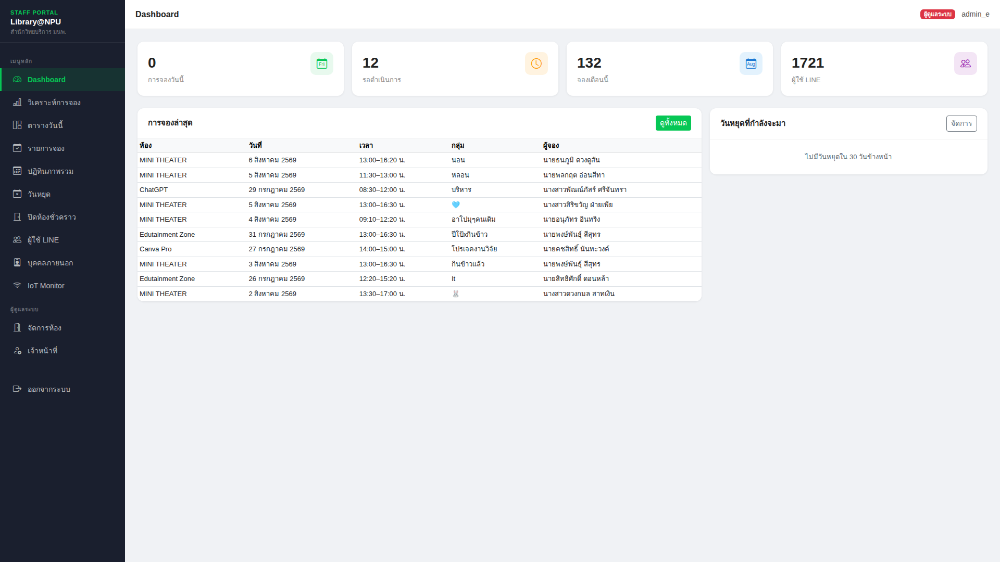 STAFF PORTAL
Library@NPU
สำนักวิทยบริการ มนพ.
เมนูหลัก
Dashboard
วิเคราะห์การจอง
ตารางวันนี้
รายการจอง
ปฏิทินภาพรวม
วันหยุด
ปิดห้องชั่วคราว
ผู้ใช้ LINE
บุคคลภายนอก
IoT Monitor
ผู้ดูแลระบบ
จัดการห้อง
เจ้าหน้าที่
ออกจากระบบ
Dashboard
ผู้ดูแลระบบ admin_e
0
การจองวันนี้
Fri
12
รอดำเนินการ
132
จองเดือนนี้
Aug
1721
ผู้ใช้ LINE
การจองล่าสุด ดูทั้งหมด
ห้อง วันที่ เวลา กลุ่ม ผู้จอง
MINI THEATER 6 สิงหาคม 2569 13:00–16:20 น. นอน นายธนภูมิ ดวงดูสัน
MINI THEATER 5 สิงหาคม 2569 11:30–13:00 น. หลอน นายพลกฤต อ่อนสีทา
ChatGPT 29 กรกฎาคม 2569 08:30–12:00 น. บริหาร นางสาวพัณณ์ภัสร์ ศรีจันทรา
MINI THEATER 5 สิงหาคม 2569 13:00–16:30 น. 🩵 นางสาวสิริขวัญ ฝ่ายเพีย
MINI THEATER 4 สิงหาคม 2569 09:10–12:20 น. อาโปมุๆคนเดิม นายอนุภัทร อินทริง
Edutainment Zone 31 กรกฎาคม 2569 13:00–16:30 น. ปีโป้xกินข้าว นายพงษ์พันธุ์ สีสุทร
Canva Pro 27 กรกฎาคม 2569 14:00–15:00 น. โปรเจคงานวิจัย นายคชสิทธิ์ นันทะวงค์
MINI THEATER 3 สิงหาคม 2569 13:00–16:30 น. กินข้าวแล้ว นายพงษ์พันธุ์ สีสุทร
Edutainment Zone 26 กรกฎาคม 2569 12:20–15:20 น. It นายสิทธิศักดิ์ ดอนหล้า
MINI THEATER 2 สิงหาคม 2569 13:30–17:00 น. 🐰 นางสาวดวงกมล สาทเงิน
วันหยุดที่กำลังจะมา จัดการ
ไม่มีวันหยุดใน 30 วันข้างหน้า